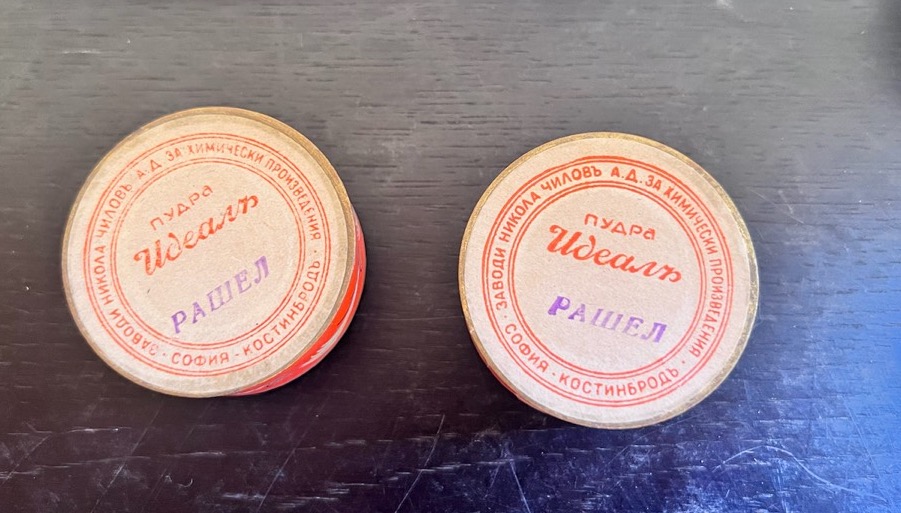 ЗАВОДИ НИКОЛА ЧИЛОВЪ А.Д. ЗА ХИМИЧЕСКИ ПРОИЗВЕДЕНИЯ
· СОФИЯ - КОСТИНБРОДЪ ·
ПУДРА
Идеалъ
РАШЕЛ
ЗАВОДИ НИКОЛА ЧИЛОВЪ А.Д. ЗА ХИМИЧЕСКИ ПРОИЗВЕДЕНИЯ
· СОФИЯ - КОСТИНБРОДЪ ·
ПУДРА
Идеалъ
РАШЕЛ